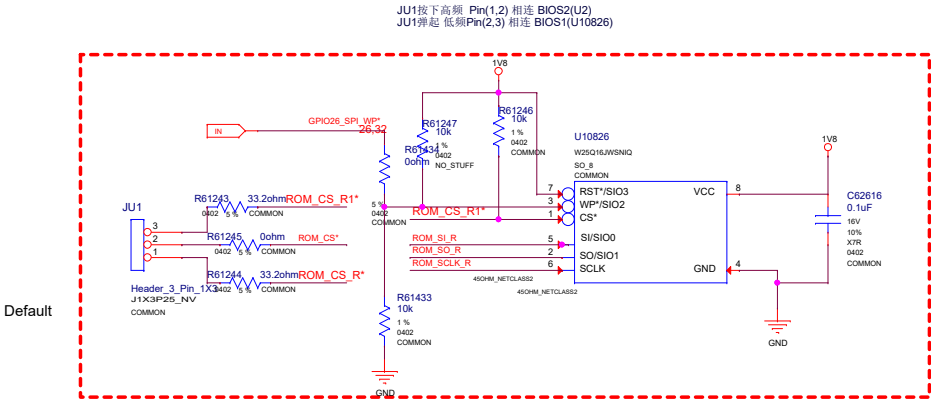 JU1按下高频 Pin(1,2) 相连 BIOS2(U2)
JU1弹起 低频Pin(2,3) 相连 BIOS1(U10826)
1V8
GPIO26_SPI_WP*
IN
26,32
R61247
10k
1 %
0402
NO_STUFF
R61246
10k
1 %
0402
COMMON
R61434
0ohm
5 %
0402
COMMON
U10826
W25Q16JWSNIQ
SO_8
COMMON
7
RST*/SIO3
3
WP*/SIO2
1
CS*
5
SI/SIO0
2
SO/SIO1
6
SCLK
VCC
8
GND
4
1V8
C62616
0.1uF
16V
10%
X7R
0402
COMMON
GND
ROM_CS_R1*
ROM_SI_R
ROM_SO_R
ROM_SCLK_R
45OHM_NETCLASS2
45OHM_NETCLASS2
JU1
3
2
1
R61243
33.2ohm
ROM_CS_R1*
0402
5 %
COMMON
R61245
0ohm
ROM_CS*
0402
5 %
COMMON
R61244
33.2ohm
ROM_CS_R*
0402
5 %
COMMON
Header_3_Pin_1X3
J1X3P25_NV
COMMON
R61433
10k
1 %
0402
COMMON
GND
Default